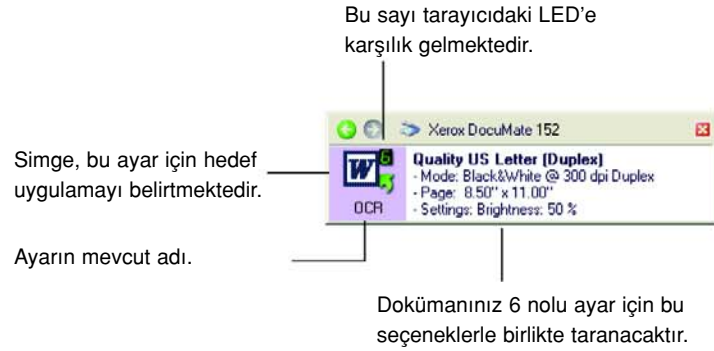 Bu sayı tarayıcıdaki LED’e
karşılık gelmektedir.
Xerox DocuMate 152
Simge, bu ayar için hedef
uygulamayı belirtmektedir.
W
6
OCR
Quality US Letter (Duplex)
- Mode: Black&White @ 300 dpi Duplex
- Page: 8.50" x 11.00"
- Settings: Brightness: 50 %
Ayarın mevcut adı.
Dokümanınız 6 nolu ayar için bu
seçeneklerle birlikte taranacaktır.